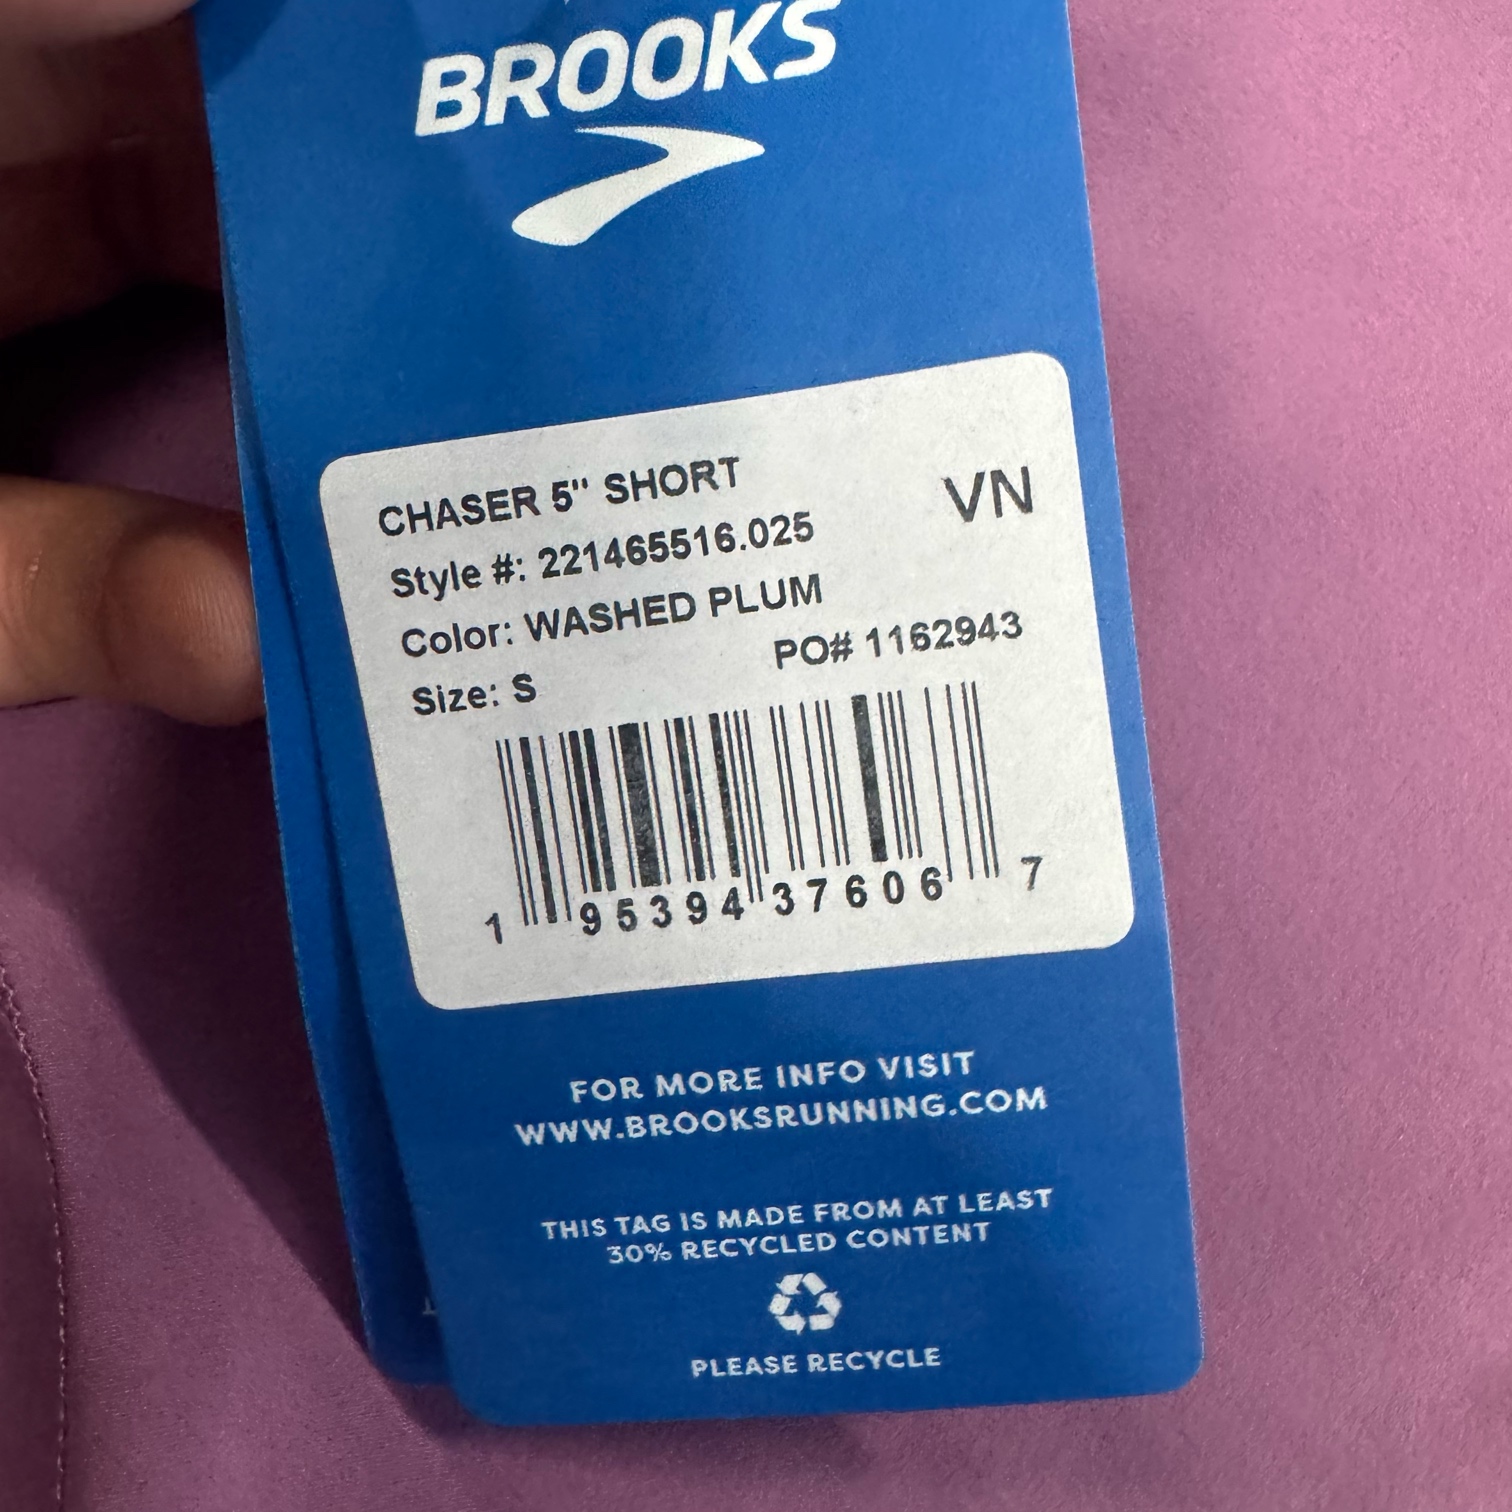 BROOKS
CHASER 5" SHORT
VN
Style #: 221465516.025
Color: WASHED PLUM
PO# 1162943
Size: S
1 95394 37606 7
FOR MORE INFO VISIT
WWW.BROOKSRUNNING.COM
THIS TAG IS MADE FROM AT LEAST
30% RECYCLED CONTENT
PLEASE RECYCLE